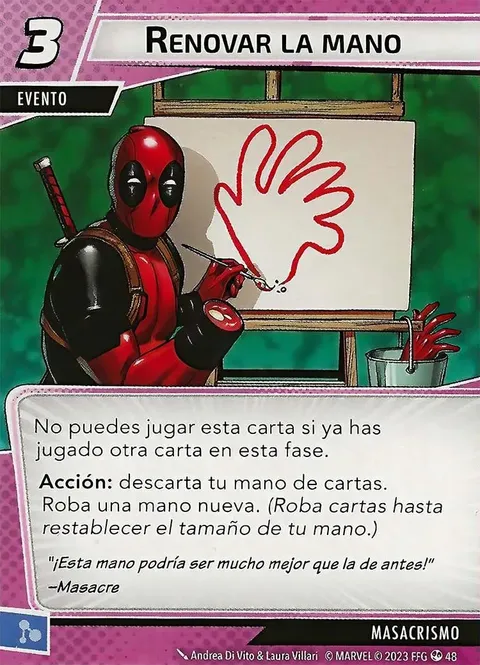 3
RENOVAR LA MANO
EVENTO
No puedes jugar esta carta si ya has
jugado otra carta en esta fase.
Acción: descarta tu mano de cartas.
Roba una mano nueva. (Roba cartas hasta
restablecer el tamaño de tu mano.)
"¡Esta mano podría ser mucho mejor que la de antes!"
–Masacre
MASACRISMO
Andrea Di Vito & Laura Villari © MARVEL © 2023 FFG 48